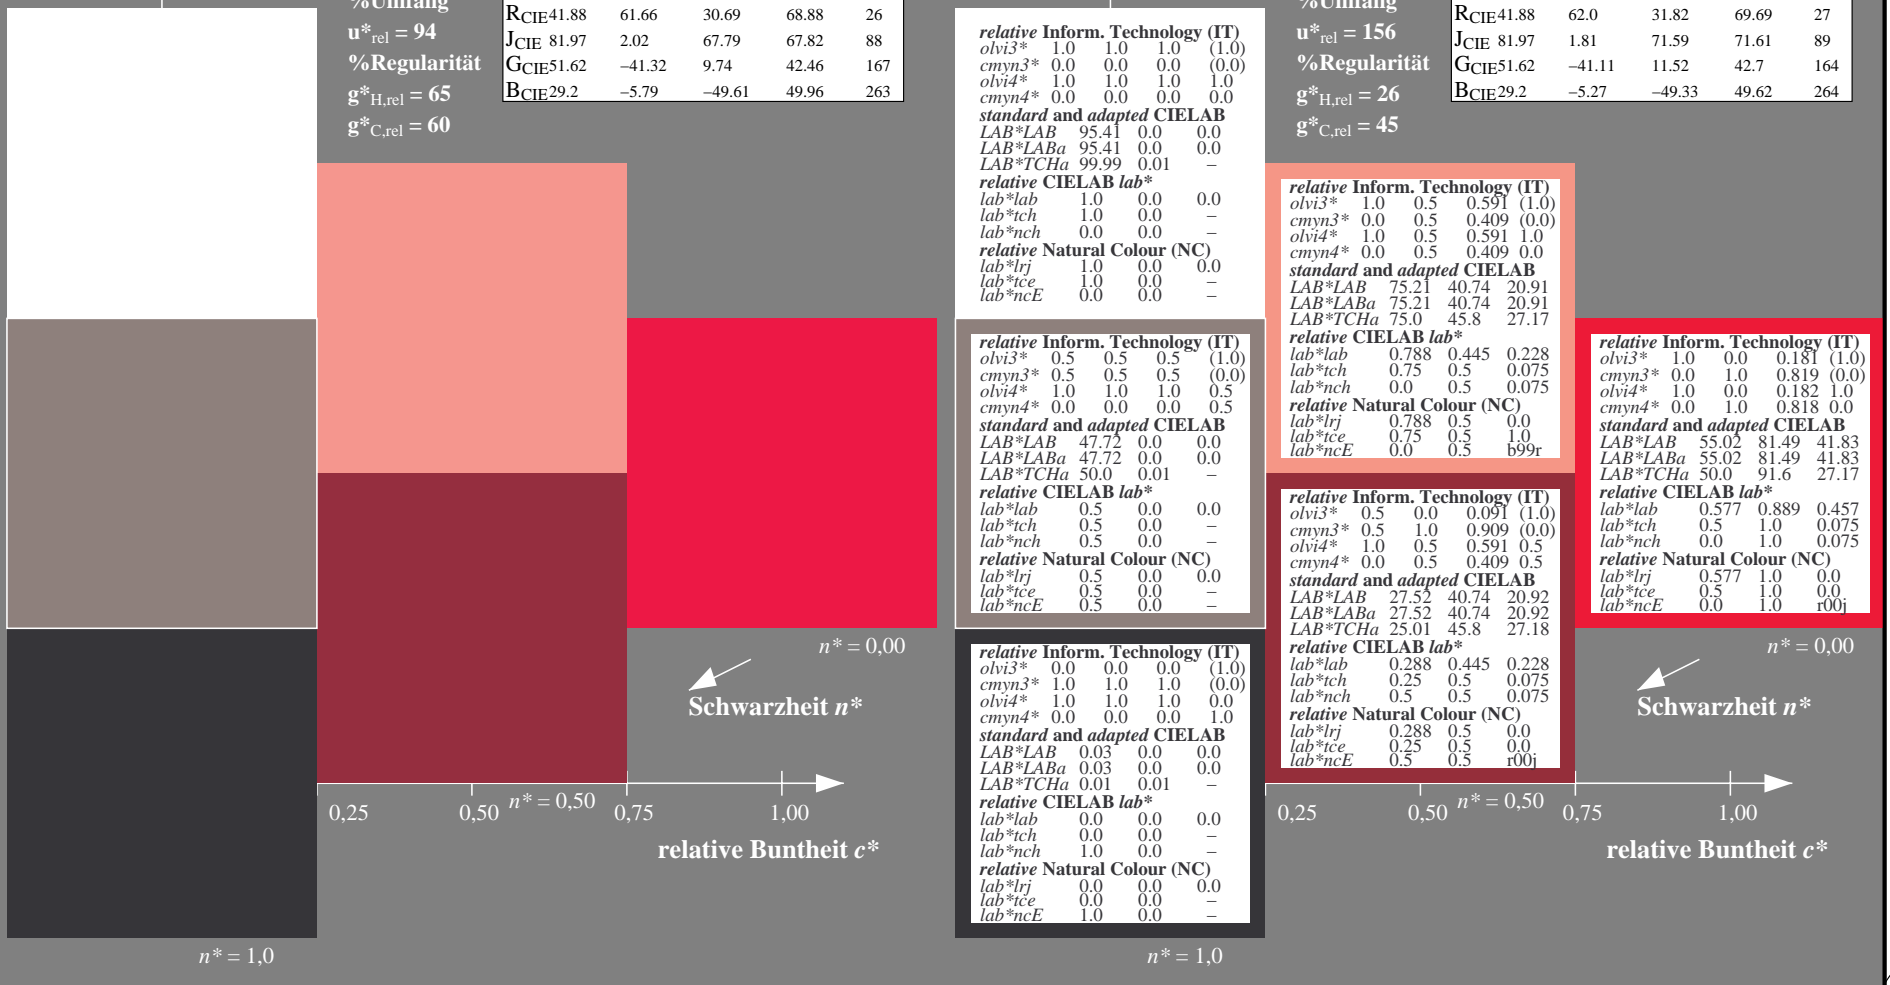 %Umfang
u*rel = 94
%Regularität
g*H,rel = 65
g*C,rel = 60
RCIE 41.88 61.66 30.69 68.88 26
JCIE 81.97 2.02 67.79 67.82 88
GCIE 51.62 −41.32 9.74 42.46 167
BCIE 29.2 −5.79 −49.61 49.96 263
n* = 0,00
Schwarzheit n*
0,25 0,50 n* = 0,50 0,75 1,00
relative Buntheit c*
n* = 1,0
relative Inform. Technology (IT)
olvi3* 1.0 1.0 1.0 (1.0)
cmyn3* 0.0 0.0 0.0 (0.0)
olvi4* 1.0 1.0 1.0 1.0
cmyn4* 0.0 0.0 0.0 0.0
standard and adapted CIELAB
LAB*LAB 95.41 0.0 0.0
LAB*LABa 95.41 0.0 0.0
LAB*TCHa 99.99 0.01 –
relative CIELAB lab*
lab*lab 1.0 0.0 0.0
lab*tch 1.0 0.0 –
lab*nch 0.0 0.0 –
relative Natural Colour (NC)
lab*lrj 1.0 0.0 0.0
lab*tce 1.0 0.0 –
lab*ncE 0.0 0.0 –
%Umfang
u*rel = 156
%Regularität
g*H,rel = 26
g*C,rel = 45
RCIE 41.88 62.0 31.82 69.69 27
JCIE 81.97 1.81 71.59 71.61 89
GCIE 51.62 −41.11 11.52 42.7 164
BCIE 29.2 −5.27 −49.33 49.62 264
relative Inform. Technology (IT)
olvi3* 1.0 0.5 0.591 (1.0)
cmyn3* 0.0 0.5 0.409 (0.0)
olvi4* 1.0 0.5 0.591 1.0
cmyn4* 0.0 0.5 0.409 0.0
standard and adapted CIELAB
LAB*LAB 75.21 40.74 20.91
LAB*LABa 75.21 40.74 20.91
LAB*TCHa 75.0 45.8 27.17
relative CIELAB lab*
lab*lab 0.788 0.445 0.228
lab*tch 0.75 0.5 0.075
lab*nch 0.0 0.5 0.075
relative Natural Colour (NC)
lab*lrj 0.788 0.5 0.0
lab*tce 0.75 0.5 1.0
lab*ncE 0.0 0.5 b99r
relative Inform. Technology (IT)
olvi3* 0.5 0.5 0.5 (1.0)
cmyn3* 0.5 0.5 0.5 (0.0)
olvi4* 1.0 1.0 1.0 0.5
cmyn4* 0.0 0.0 0.0 0.5
standard and adapted CIELAB
LAB*LAB 47.72 0.0 0.0
LAB*LABa 47.72 0.0 0.0
LAB*TCHa 50.0 0.01 –
relative CIELAB lab*
lab*lab 0.5 0.0 0.0
lab*tch 0.5 0.0 –
lab*nch 0.5 0.0 –
relative Natural Colour (NC)
lab*lrj 0.5 0.0 0.0
lab*tce 0.5 0.0 –
lab*ncE 0.5 0.0 –
relative Inform. Technology (IT)
olvi3* 1.0 0.0 0.181 (1.0)
cmyn3* 0.0 1.0 0.819 (0.0)
olvi4* 1.0 0.0 0.182 1.0
cmyn4* 0.0 1.0 0.818 0.0
standard and adapted CIELAB
LAB*LAB 55.02 81.49 41.83
LAB*LABa 55.02 81.49 41.83
LAB*TCHa 50.0 91.6 27.17
relative CIELAB lab*
lab*lab 0.577 0.889 0.457
lab*tch 0.5 1.0 0.075
lab*nch 0.0 1.0 0.075
relative Natural Colour (NC)
lab*lrj 0.577 1.0 0.0
lab*tce 0.5 1.0 0.0
lab*ncE 0.0 1.0 r00j
relative Inform. Technology (IT)
olvi3* 0.5 0.0 0.091 (1.0)
cmyn3* 0.5 1.0 0.909 (0.0)
olvi4* 1.0 0.5 0.591 0.5
cmyn4* 0.0 0.5 0.409 0.5
standard and adapted CIELAB
LAB*LAB 27.52 40.74 20.92
LAB*LABa 27.52 40.74 20.92
LAB*TCHa 25.01 45.8 27.18
relative CIELAB lab*
lab*lab 0.288 0.445 0.228
lab*tch 0.25 0.5 0.075
lab*nch 0.5 0.5 0.075
relative Natural Colour (NC)
lab*lrj 0.288 0.5 0.0
lab*tce 0.25 0.5 0.0
lab*ncE 0.5 0.5 r00j
relative Inform. Technology (IT)
olvi3* 0.0 0.0 0.0 (1.0)
cmyn3* 1.0 1.0 1.0 (0.0)
olvi4* 1.0 1.0 1.0 0.0
cmyn4* 0.0 0.0 0.0 1.0
standard and adapted CIELAB
LAB*LAB 0.03 0.0 0.0
LAB*LABa 0.03 0.0 0.0
LAB*TCHa 0.01 0.01 –
relative CIELAB lab*
lab*lab 0.0 0.0 0.0
lab*tch 0.0 0.0 –
lab*nch 1.0 0.0 –
relative Natural Colour (NC)
lab*lrj 0.0 0.0 0.0
lab*tce 0.0 0.0 –
lab*ncE 1.0 0.0 –
n* = 0,00
Schwarzheit n*
0,25 0,50 n* = 0,50 0,75 1,00
relative Buntheit c*
n* = 1,0